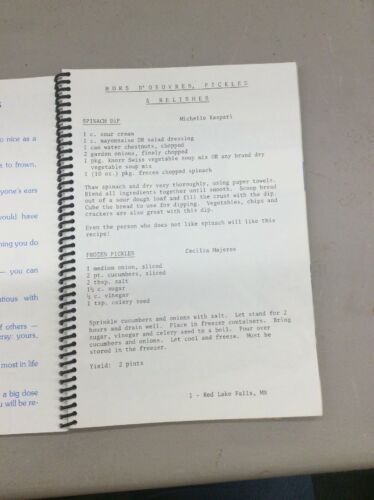 s
o nice as a
s to frown,
yone's ears
vould have
hing you do
— you can
tious with
f others —
ersy: yours,
most in life
a big dose
u will be re-
HORS D'OEUVRES, PICKLES
& RELISHES
SPINACH DIP Michelle Kaspari
1 c. sour cream
1 c. mayonnaise OR salad dressing
1 can water chestnuts, chopped
2 garden onions, finely chopped
1 pkg. Knorr Swiss vegetable soup mix OR any brand dry
vegetable soup mix
1 (10 oz.) pkg. frozen chopped spinach
Thaw spinach and dry very thoroughly, using paper towels.
Blend all ingredients together until smooth. Scoop bread
out of a sour dough loaf and fill the crust with the dip.
Cube the bread to use for dipping. Vegetables, chips and
crackers are also great with this dip.
Even the person who does not like spinach will like this
recipe!
FROZEN PICKLES Cecilia Majeres
1 medium onion, sliced
2 pt. cucumbers, sliced
2 tbsp. salt
1½ c. sugar
½ c. vinegar
1 tsp. celery seed
Sprinkle cucumbers and onions with salt. Let stand for 2
hours and drain well. Place in freezer containers. Bring
sugar, vinegar and celery seed to a boil. Pour over
cucumbers and onions. Let cool and freeze. Must be
stored in the freezer.
Yield: 2 pints
1 - Red Lake Falls, MN